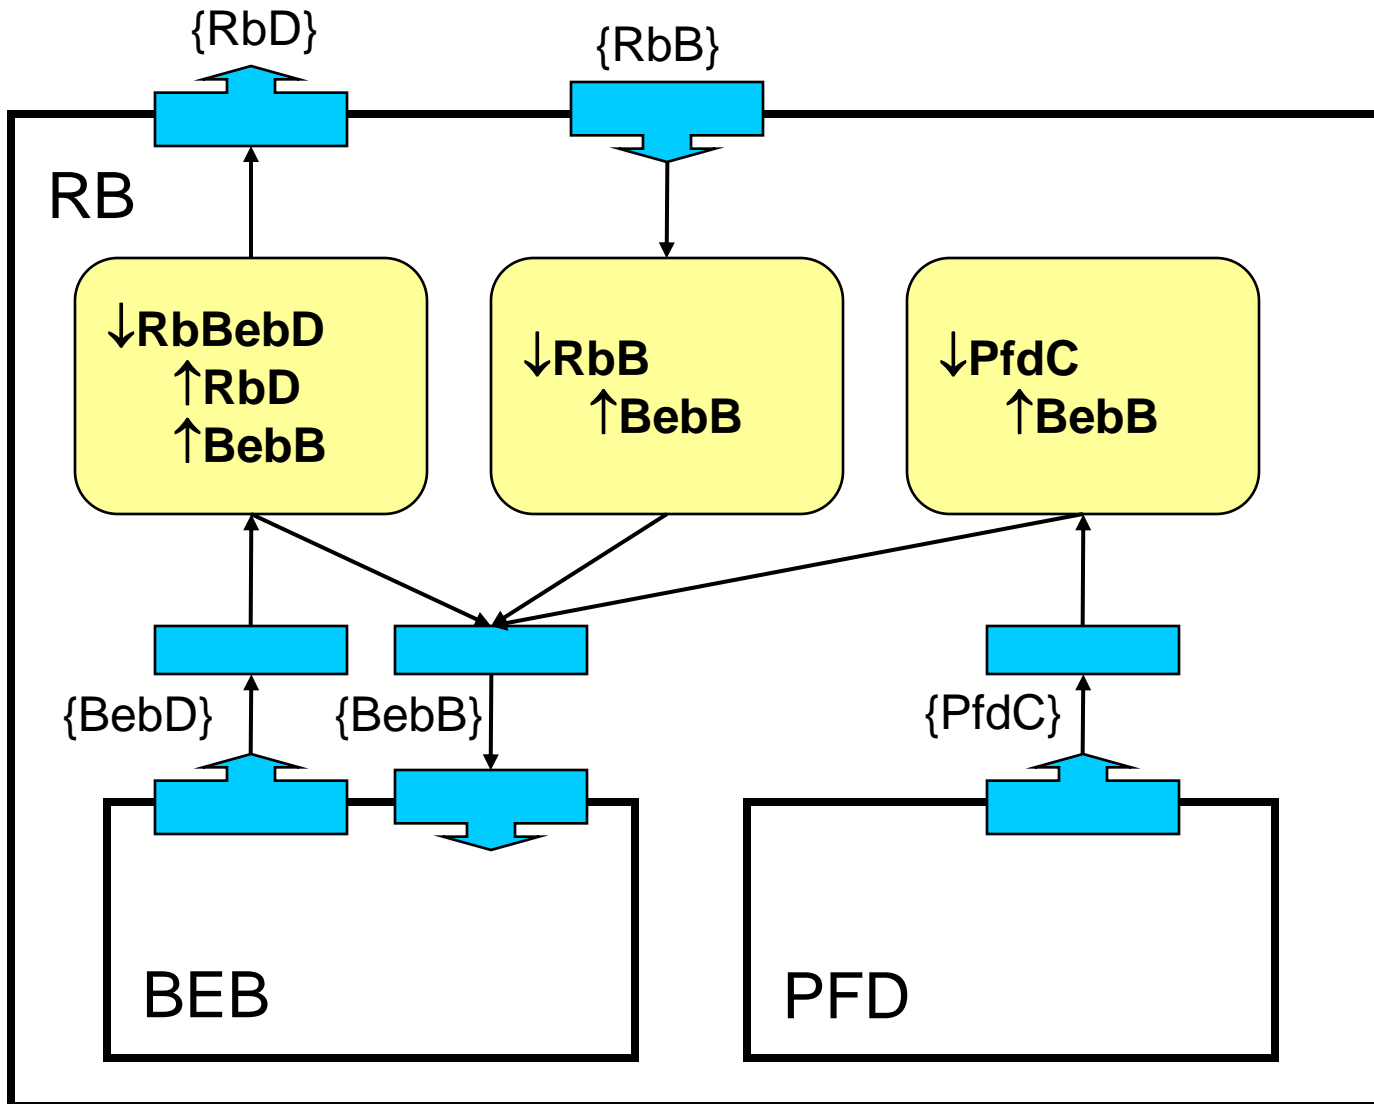 {RbD}
{RbB}
RB
↓RbBebD
↑RbD
↑BebB
↓RbB
↑BebB
↓PfdC
↑BebB
{BebD}
{BebB}
{PfdC}
BEB
PFD